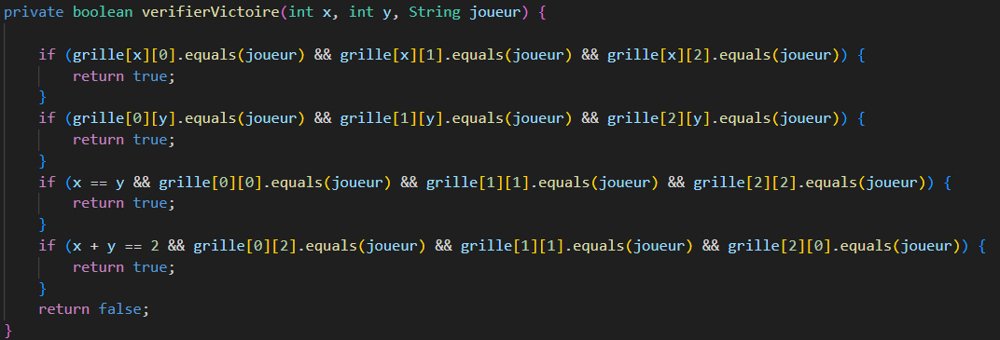 private boolean verifierVictoire(int x, int y, String joueur) {
if (grille[x][0].equals(joueur) && grille[x][1].equals(joueur) && grille[x][2].equals(joueur)) {
return true;
}
if (grille[0][y].equals(joueur) && grille[1][y].equals(joueur) && grille[2][y].equals(joueur)) {
return true;
}
if (x == y && grille[0][0].equals(joueur) && grille[1][1].equals(joueur) && grille[2][2].equals(joueur)) {
return true;
}
if (x + y == 2 && grille[0][2].equals(joueur) && grille[1][1].equals(joueur) && grille[2][0].equals(joueur)) {
return true;
}
return false;
}